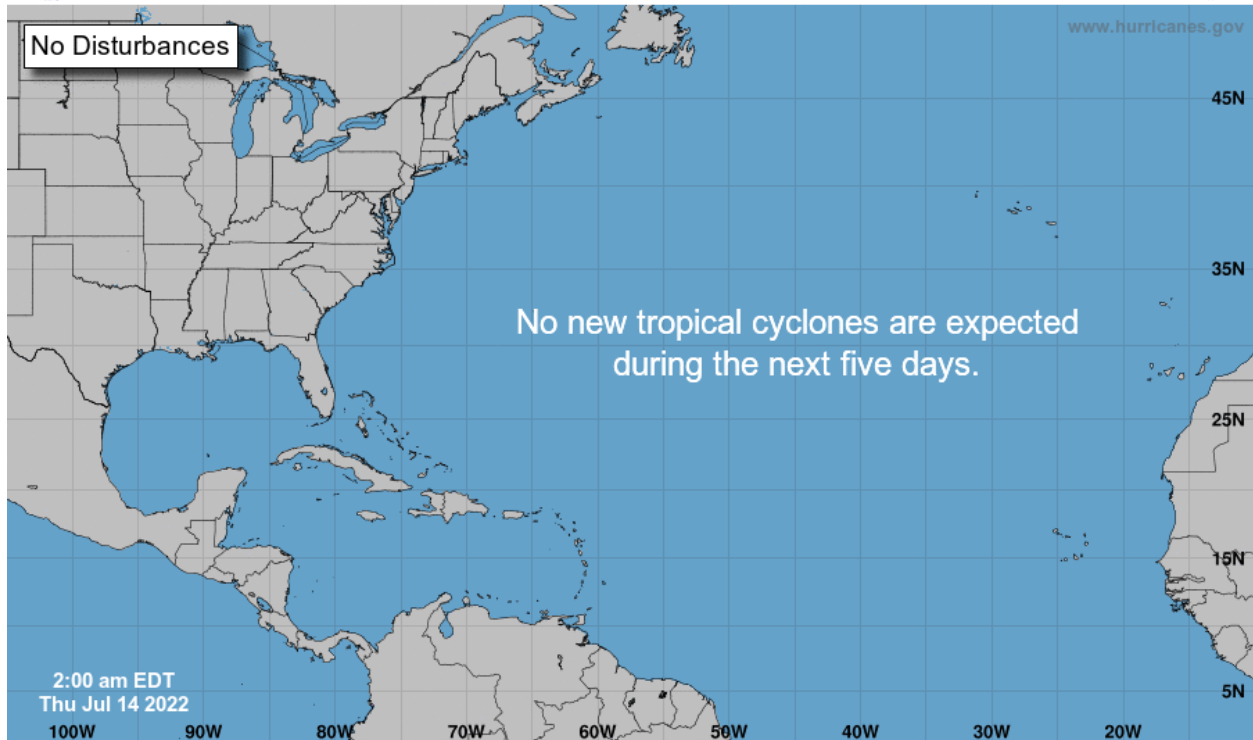 No Disturbances
www.hurricanes.gov
45N
35N
No new tropical cyclones are expected
during the next five days.
25N
15N
2:00 am EDT
Thu Jul 14 2022
5N
100W 90W 80W 70W 60W 50W 40W 30W 20W